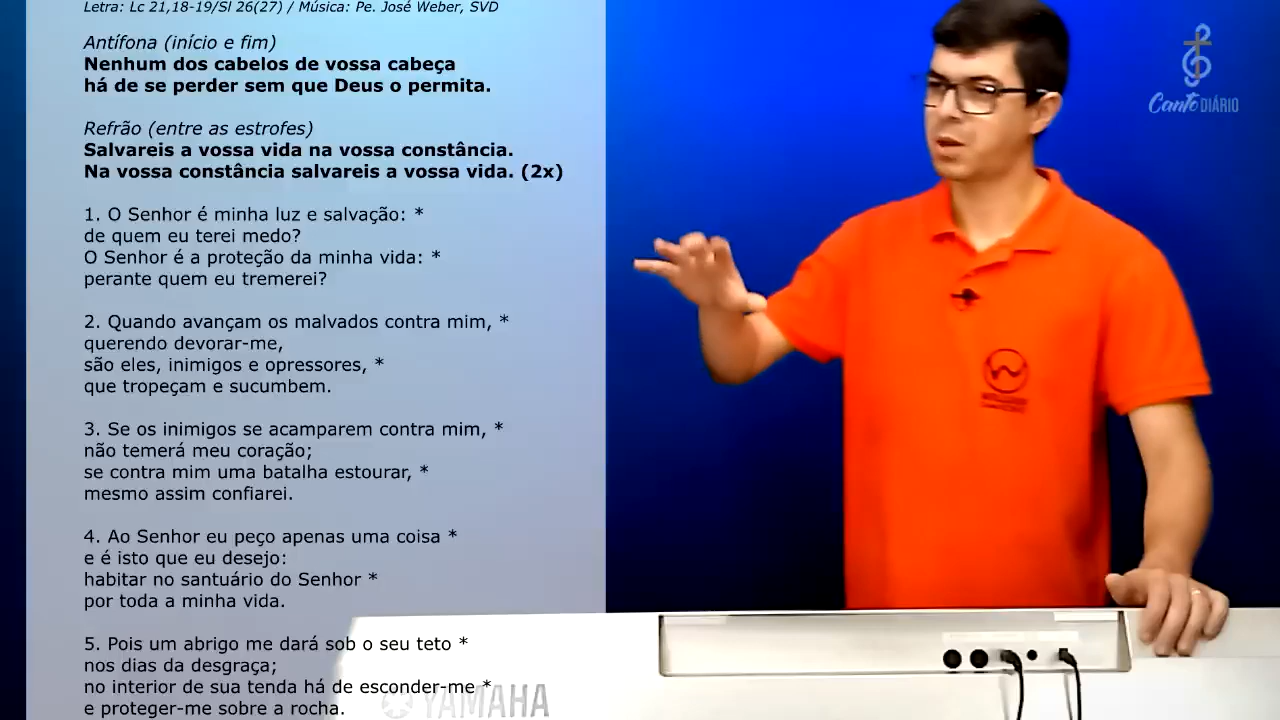 Letra: Lc 21,18-19/Sl 26(27) / Música: Pe. José Weber, SVD
Antífona (início e fim)
Nenhum dos cabelos de vossa cabeça
há de se perder sem que Deus o permita.
Refrão (entre as estrofes)
Salvareis a vossa vida na vossa constância.
Na vossa constância salvareis a vossa vida. (2x)
1. O Senhor é minha luz e salvação: *
de quem eu terei medo?
O Senhor é a proteção da minha vida: *
perante quem eu tremerei?
2. Quando avançam os malvados contra mim, *
querendo devorar-me,
são eles, inimigos e opressores, *
que tropeçam e sucumbem.
3. Se os inimigos se acamparem contra mim, *
não temerá meu coração;
se contra mim uma batalha estourar, *
mesmo assim confiarei.
4. Ao Senhor eu peço apenas uma coisa *
e é isto que eu desejo:
habitar no santuário do Senhor *
por toda a minha vida.
5. Pois um abrigo me dará sob o seu teto *
nos dias da desgraça;
no interior de sua tenda há de esconder-me *
e proteger-me sobre a rocha.
YAMAHA
Canto DIÁRIO